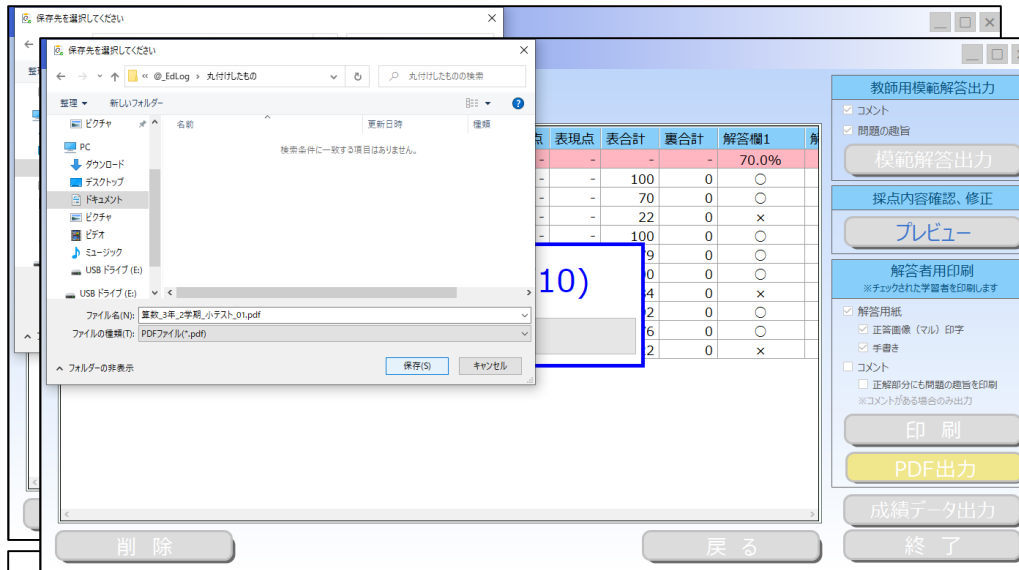 保存先を選択してください
整
保存先を選択してください
« @_EdLog › 丸付けしたもの
丸付けしたものの検索
整理 新しいフォルダー
ピクチャ
PC
ダウンロード
デスクトップ
ドキュメント
ピクチャ
ビデオ
ミュージック
USB ドライブ (E:)
USB ドライブ (E:)
名前 更新日時 種類
検索条件に一致する項目はありません。
ファイル名(N): 算数_3年_2学期_小テスト_01.pdf
ファイルの種類(T): PDFファイル(*.pdf)
フォルダーの非表示
保存(S) キャンセル
点 表現点 表合計 裏合計 解答欄1 解
- - - - 70.0%
- - 100 0 ○
- - 70 0 ○
- - 22 0 ×
- - 100 0 ○
79 0 ○
0 0 ○
4 0 ×
2 0 ○
6 0 ○
2 0 ×
10)
削 除
戻 る
教師用模範解答出力
コメント
問題の趣旨
模範解答出力
採点内容確認、修正
プレビュー
解答者用印刷
※チェックされた学習者を印刷します
解答用紙
正答画像（マル）印字
手書き
コメント
正解部分にも問題の趣旨を印刷
※コメントがある場合のみ出力
印 刷
PDF出力
成績データ出力
終 了